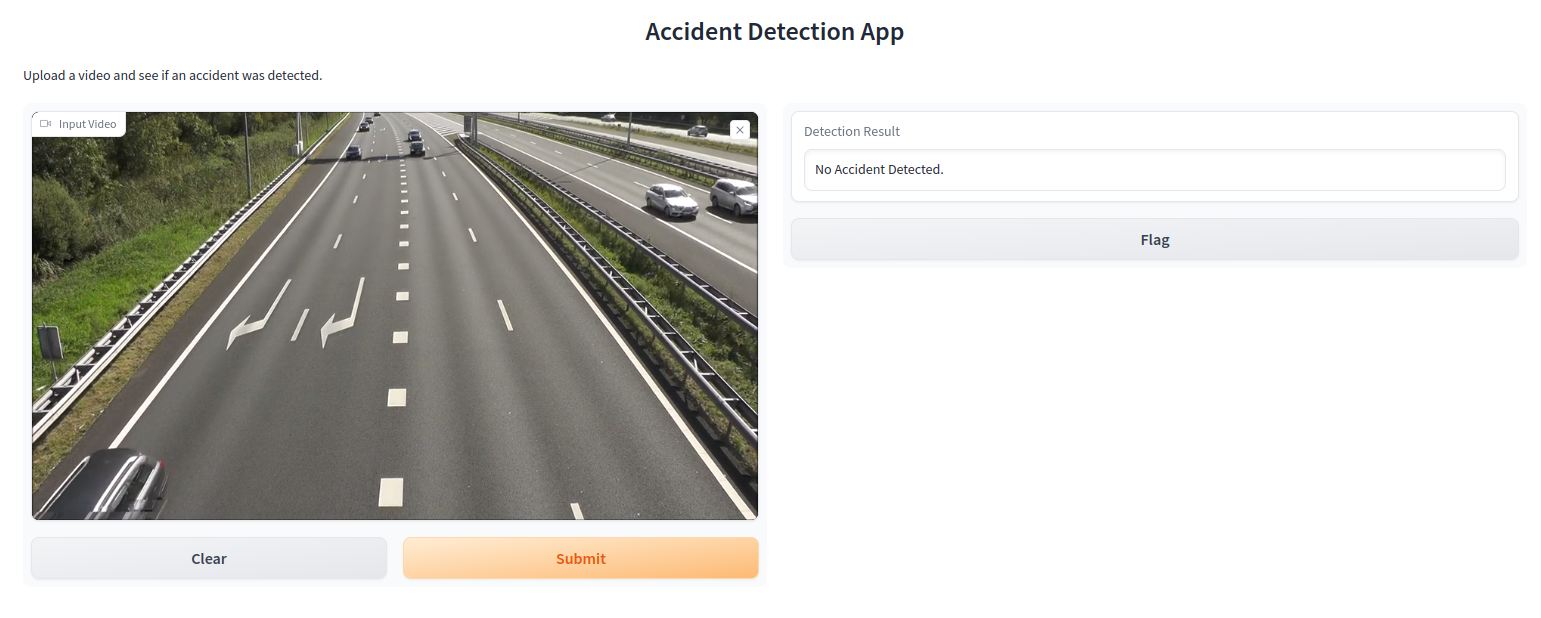 Accident Detection App
Upload a video and see if an accident was detected.
Input Video
Detection Result
No Accident Detected.
Flag
Clear
Submit